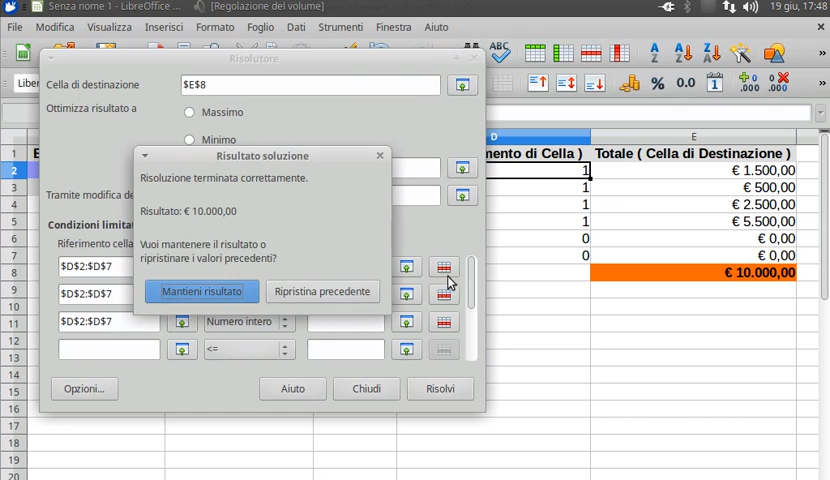 Senza nome 1 - LibreOffice ...
[Regolazione del volume]
19 giu, 17:48
File Modifica Visualizza Inserisci Formato Foglio Dati Strumenti Finestra Aiuto
Liber
% 0.0
Risolutore
Cella di destinazione $E$8
Ottimizza risultato a
Massimo
Minimo
Tramite modifica de
Condizioni limitat
Riferimento cella
$D$2:$D$7
$D$2:$D$7
$D$2:$D$7 Numero intero
<=
Opzioni... Aiuto Chiudi Risolvi
Risultato soluzione
Risoluzione terminata correttamente.
Risultato: € 10.000,00
Vuoi mantenere il risultato o
ripristinare i valori precedenti?
Mantieni risultato Ripristina precedente
D E
1 mento di Cella ) Totale ( Cella di Destinazione )
2 1 € 1.500,00
3 1 € 500,00
4 1 € 2.500,00
5 1 € 5.500,00
6 0 € 0,00
7 0 € 0,00
8 € 10.000,00
9
10
11
12
13
14
15
16
17
18
19
20